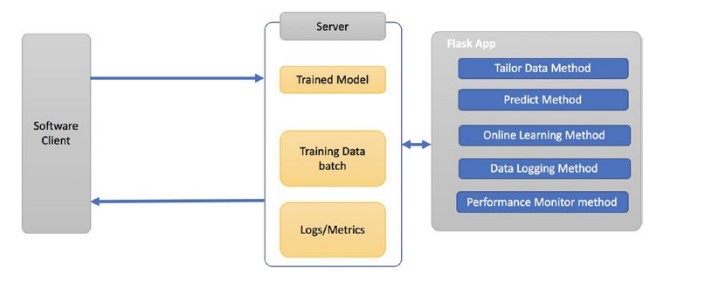 Software
Client
Server
Trained Model
Training Data
batch
Logs/Metrics
Flask App
Tailor Data Method
Predict Method
Online Learning Method
Data Logging Method
Performance Monitor method